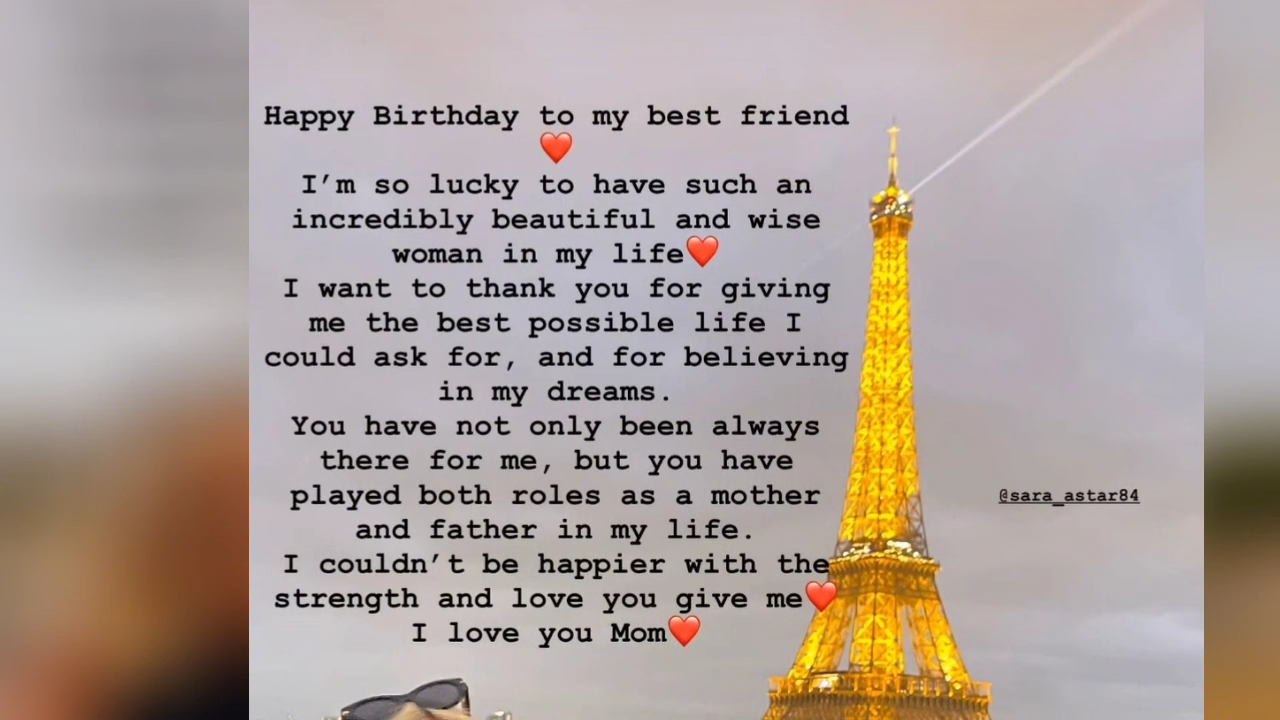 Happy Birthday to my best friend
❤️
I’m so lucky to have such an
incredibly beautiful and wise
woman in my life❤️
I want to thank you for giving
me the best possible life I
could ask for, and for believing
in my dreams.
You have not only been always
there for me, but you have
played both roles as a mother
and father in my life.
I couldn’t be happier with the
strength and love you give me❤️
I love you Mom❤️
@sara_astar84